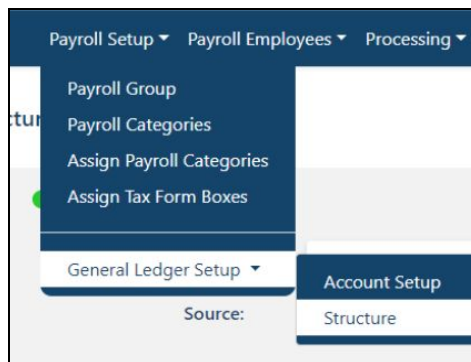 Payroll Setup Payroll Employees Processing
Payroll Group
Payroll Categories
Assign Payroll Categories
Assign Tax Form Boxes
General Ledger Setup
Account Setup
Source:
Structure